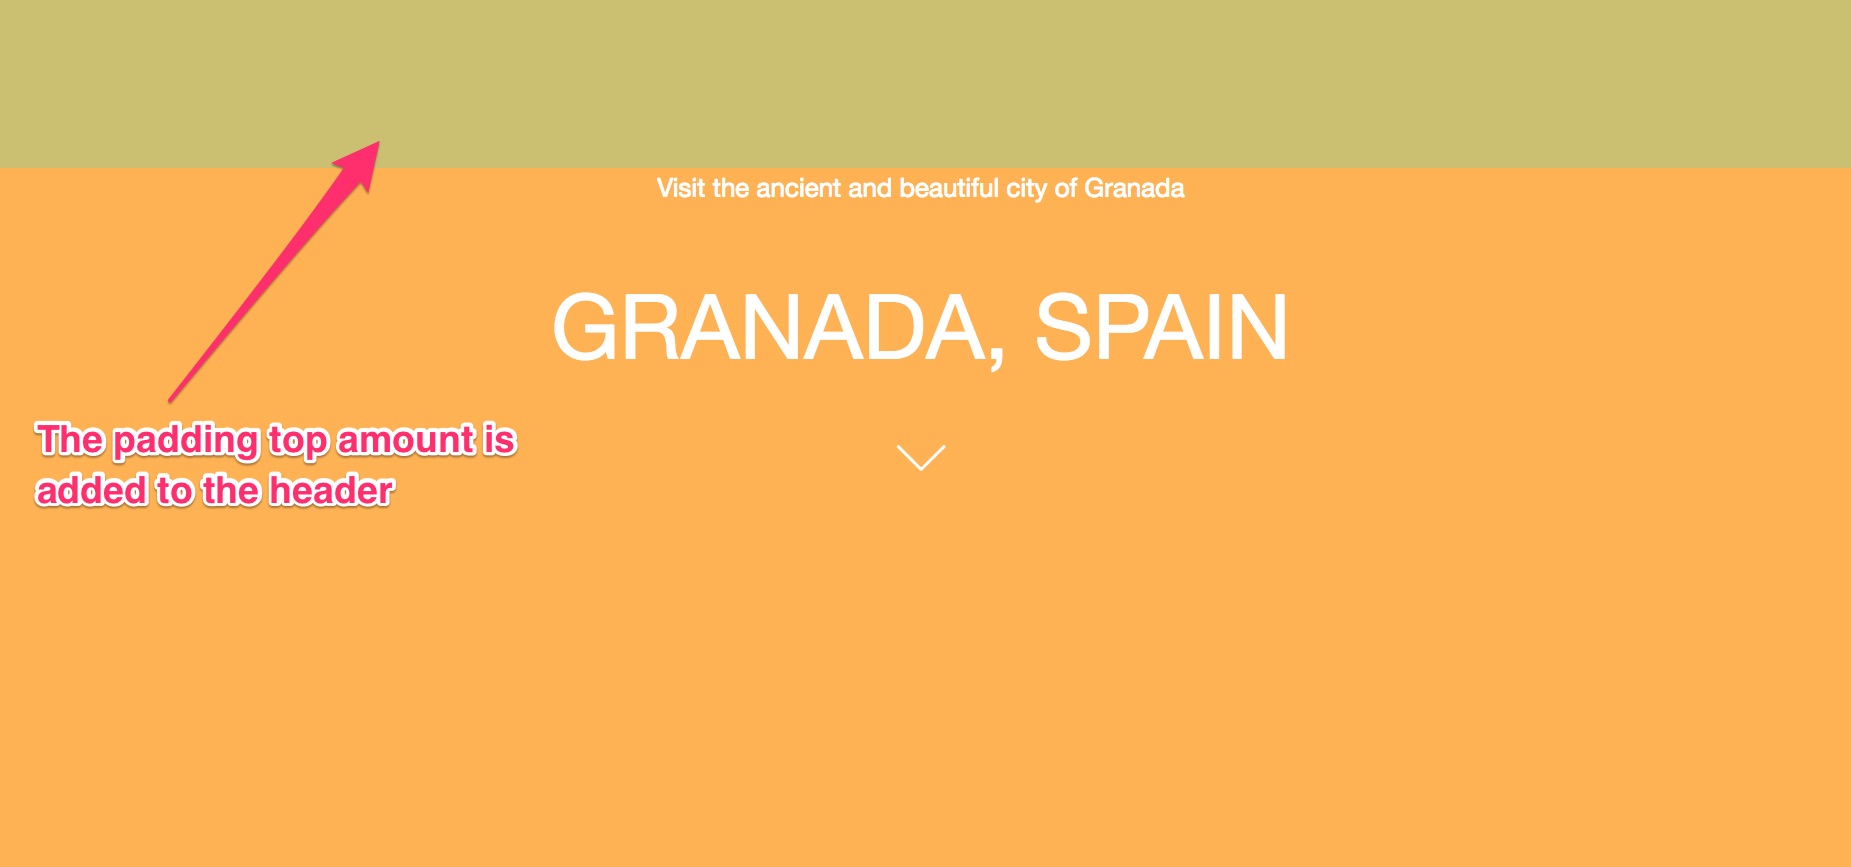 Visit the ancient and beautiful city of Granada
GRANADA, SPAIN
The padding top amount is
added to the header